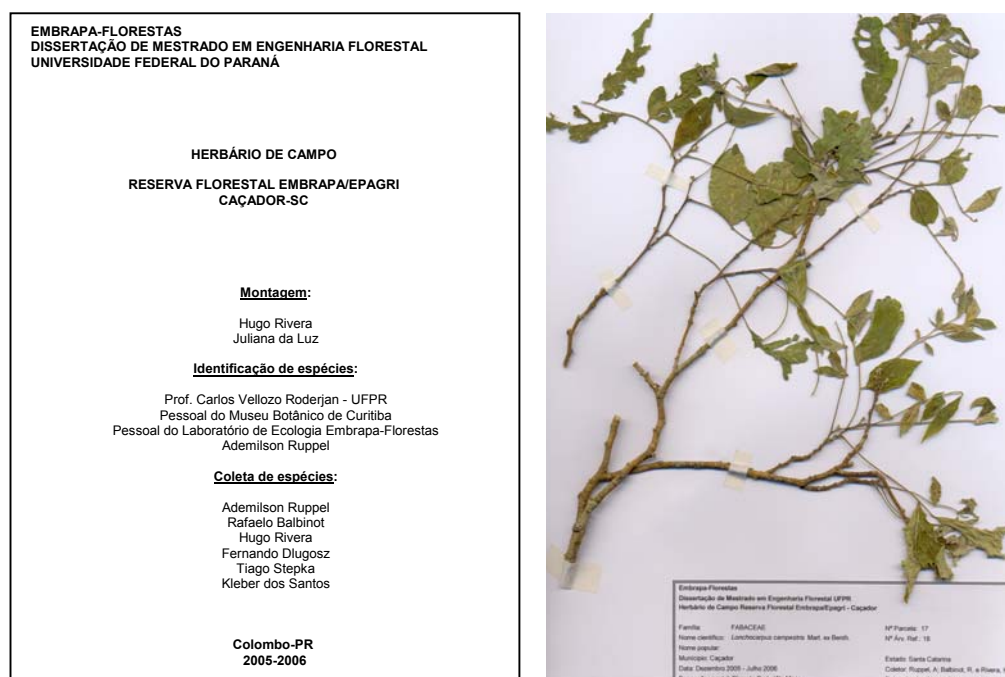 EMBRAPA-FLORESTAS
DISSERTAÇÃO DE MESTRADO EM ENGENHARIA FLORESTAL
UNIVERSIDADE FEDERAL DO PARANÁ
HERBÁRIO DE CAMPO
RESERVA FLORESTAL EMBRAPA/EPAGRI
CAÇADOR-SC
Montagem:
Hugo Rivera
Juliana da Luz
Identificação de espécies:
Prof. Carlos Vellozo Roderjan - UFPR
Pessoal do Museu Botânico de Curitiba
Pessoal do Laboratório de Ecologia Embrapa-Florestas
Ademilson Ruppel
Coleta de espécies:
Ademilson Ruppel
Rafaelo Balbinot
Hugo Rivera
Fernando Dlugosz
Tiago Stepka
Kleber dos Santos
Colombo-PR
2005-2006
Embrapa-Florestas
Dissertação de Mestrado em Engenharia Florestal UFPR
Herbário de Campo Reserva Florestal Embrapa/Epagri - Caçador
Família: FABACEAE Nº Parcela: 17
Nome científico: Lonchocarpus campestris Mart. ex Benth. Nº Árv. Ref.: 18
Nome popular:
Município: Caçador Estado: Santa Catarina
Data: Dezembro 2005 - Julho 2006 Coletor: Ruppel, A; Balbinot, R. e Rivera,